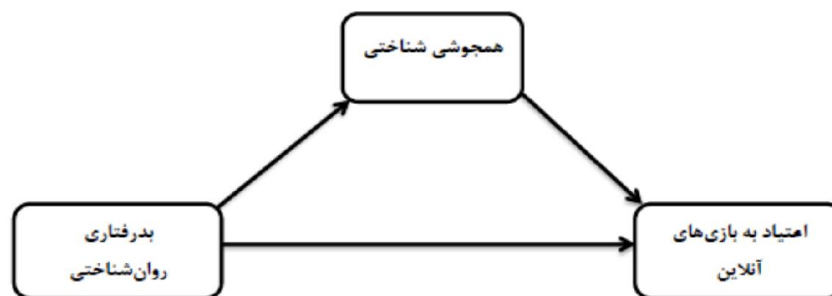 همجوشی شناختی
بدرفتاری
روان‌شناختی
اعتیاد به بازی‌های
آنلاین